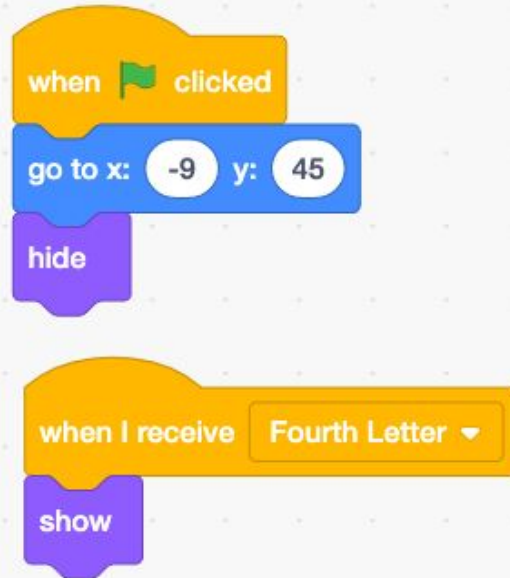 when clicked
go to x: -9 y: 45
hide
when I receive Fourth Letter
show